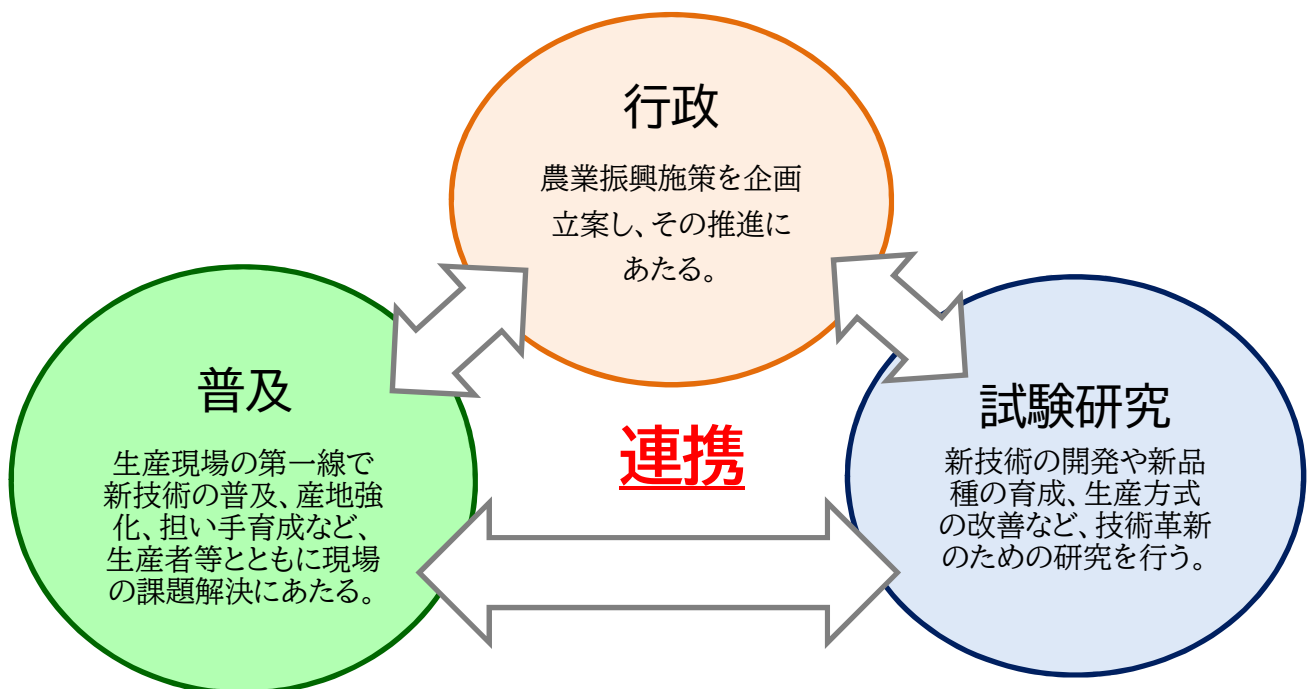 行政
農業振興施策を企画
立案し、その推進に
あたる。
普及
生産現場の第一線で
新技術の普及、産地強
化、担い手育成など、
生産者等とともに現場
の課題解決にあたる。
連携
試験研究
新技術の開発や新品
種の育成、生産方式
の改善など、技術革新
のための研究を行う。